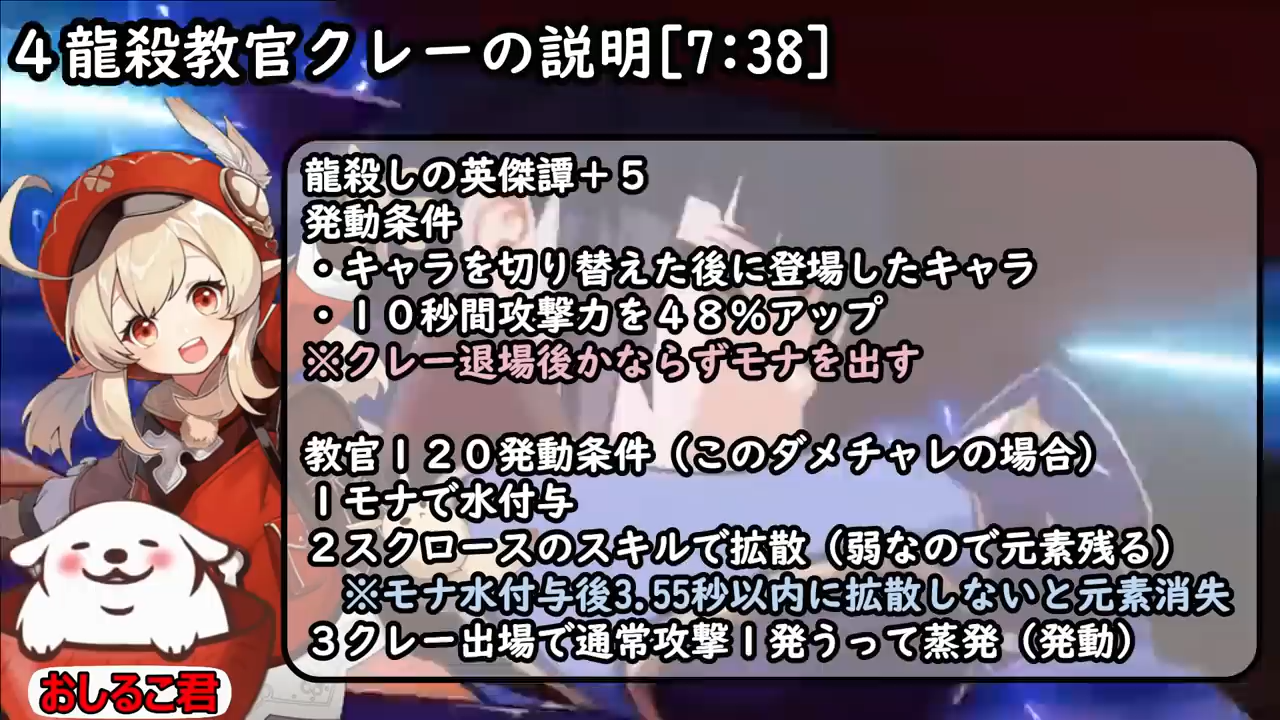 4龍殺教官クレーの説明[7:38]
龍殺しの英傑譚+5
発動条件
・キャラを切り替えた後に登場したキャラ
・10秒間攻撃力を48%アップ
※クレー退場後かならずモナを出す
教官120発動条件（このダメチャレの場合）
1モナで水付与
2スクロースのスキルで拡散（弱なので元素残る）
※モナ水付与後3.55秒以内に拡散しないと元素消失
3クレー出場で通常攻撃1発うって蒸発（発動）
おしるこ君